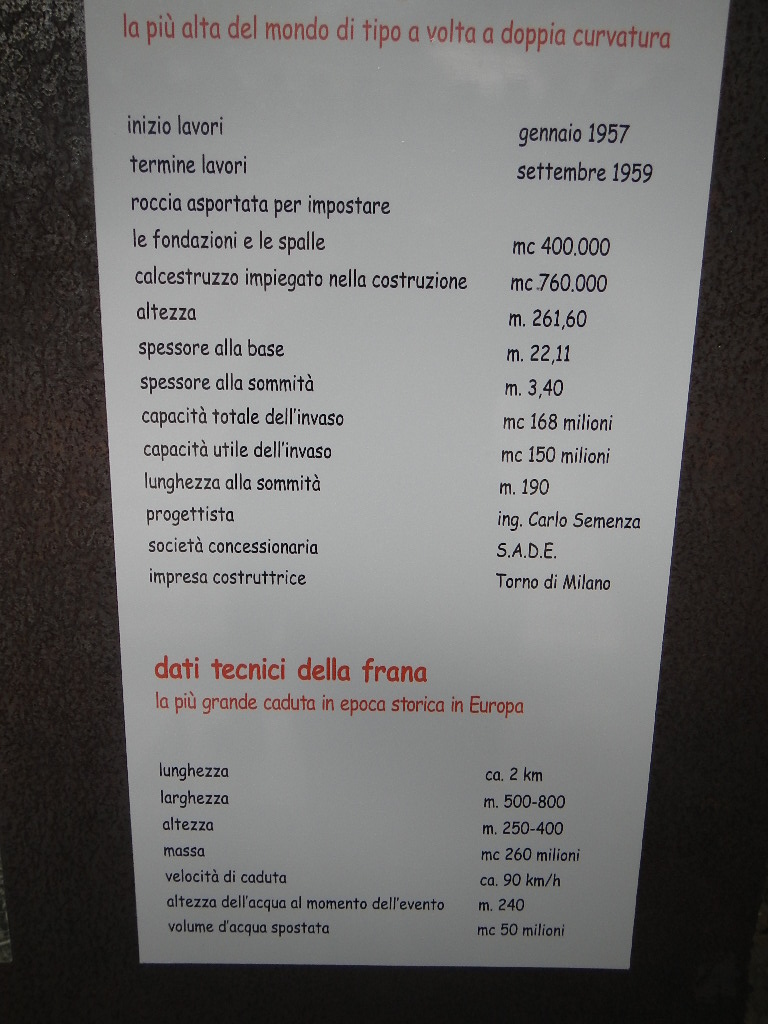 la più alta del mondo di tipo a volta a doppia curvatura
inizio lavori gennaio 1957
termine lavori settembre 1959
roccia asportata per impostare
le fondazioni e le spalle mc 400.000
calcestruzzo impiegato nella costruzione mc 760.000
altezza m. 261,60
spessore alla base m. 22,11
spessore alla sommità m. 3,40
capacità totale dell'invaso mc 168 milioni
capacità utile dell'invaso mc 150 milioni
lunghezza alla sommità m. 190
progettista ing. Carlo Semenza
società concessionaria S.A.D.E.
impresa costruttrice Torno di Milano
dati tecnici della frana
la più grande caduta in epoca storica in Europa
lunghezza ca. 2 km
larghezza m. 500-800
altezza m. 250-400
massa mc 260 milioni
velocità di caduta ca. 90 km/h
altezza dell'acqua al momento dell'evento m. 240
volume d'acqua spostata mc 50 milioni